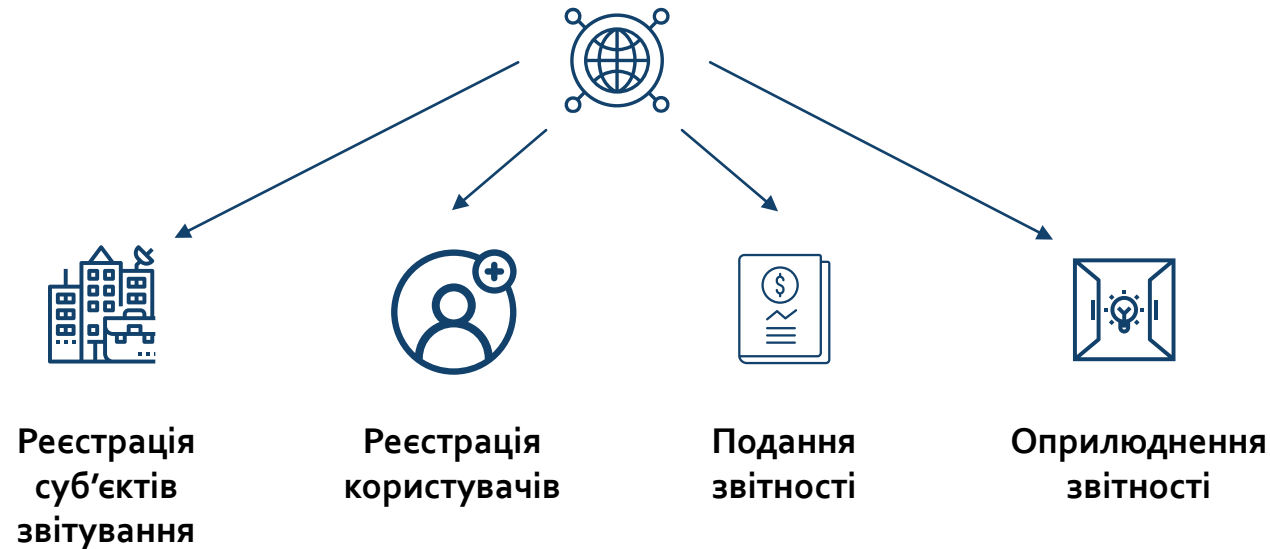 Реєстрація
суб’єктів
звітування
Реєстрація
користувачів
Подання
звітності
Оприлюднення
звітності